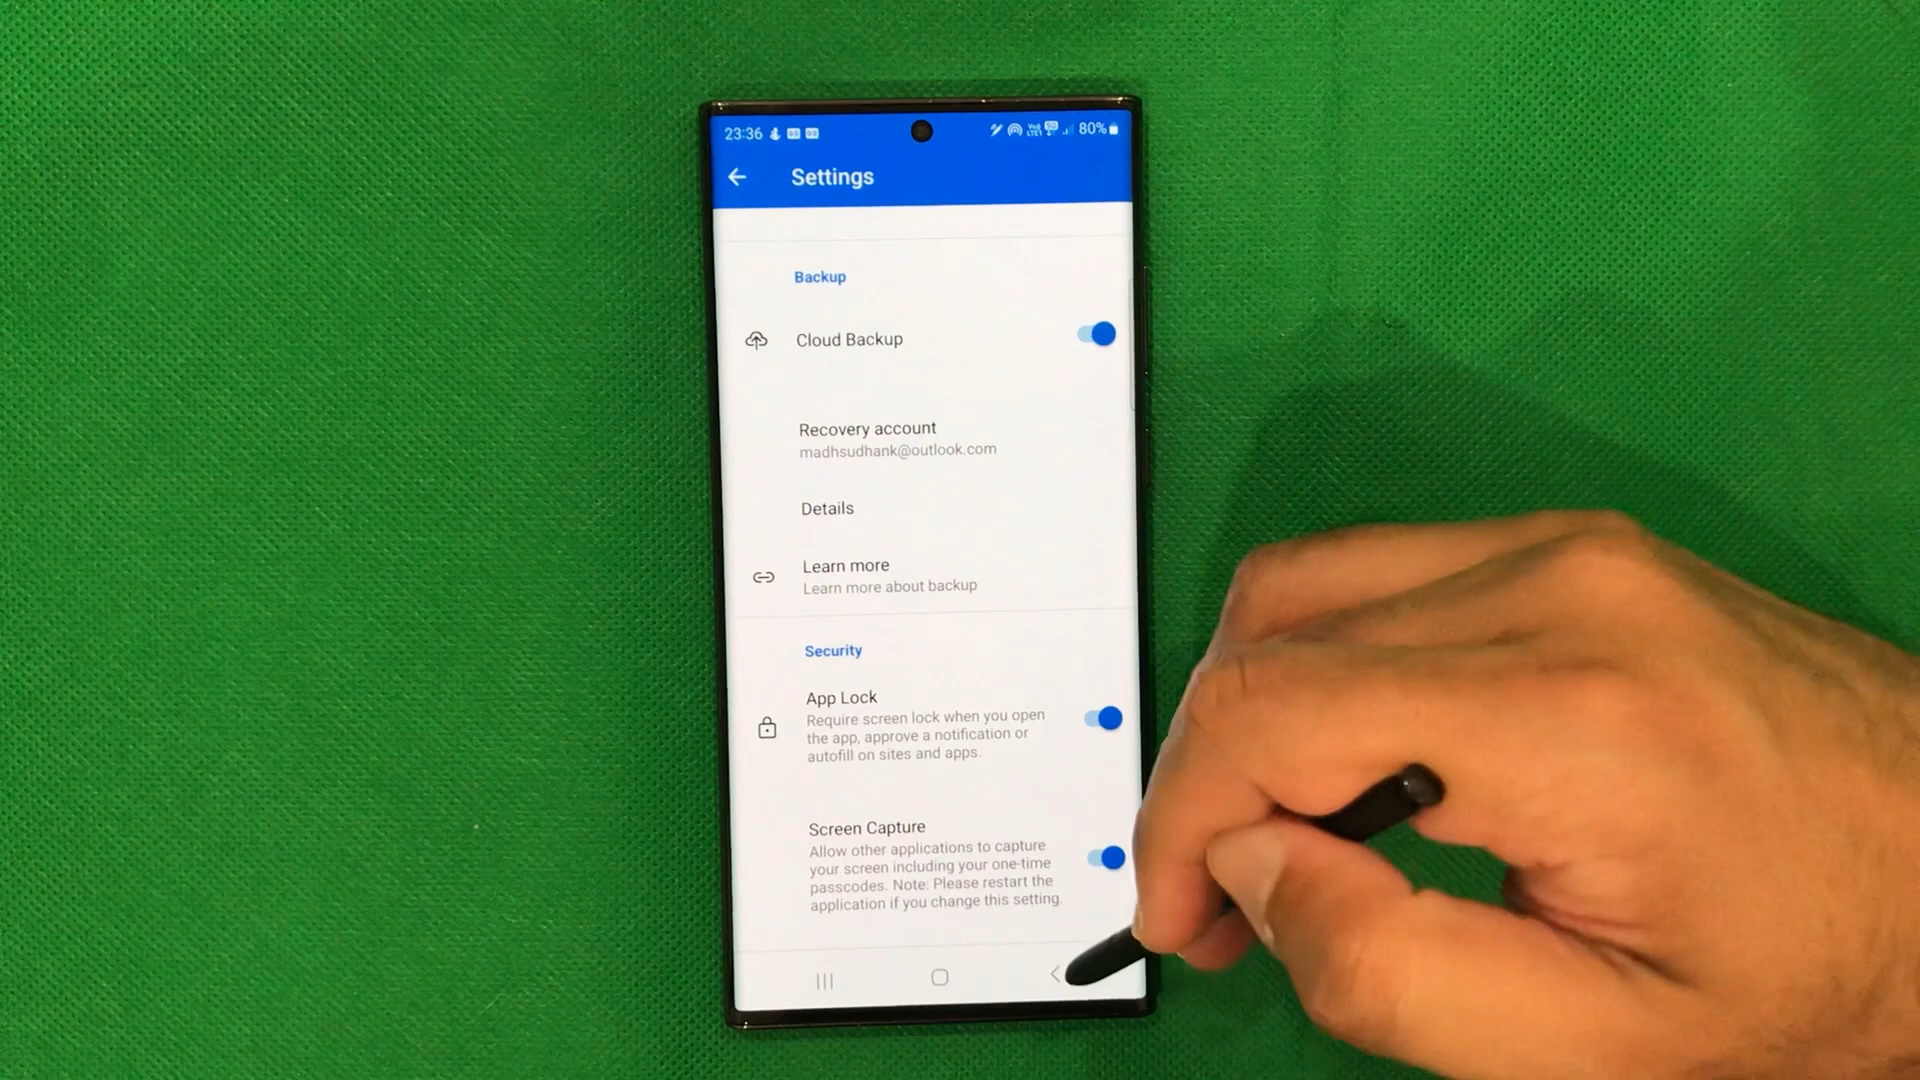 23:36
80%
Settings
Backup
Cloud Backup
Recovery account
madhsudhank@outlook.com
Details
Learn more
Learn more about backup
Security
App Lock
Require screen lock when you open
the app, approve a notification or
autofill on sites and apps.
Screen Capture
Allow other applications to capture
your screen including your one-time
passcodes. Note: Please restart the
application if you change this setting.